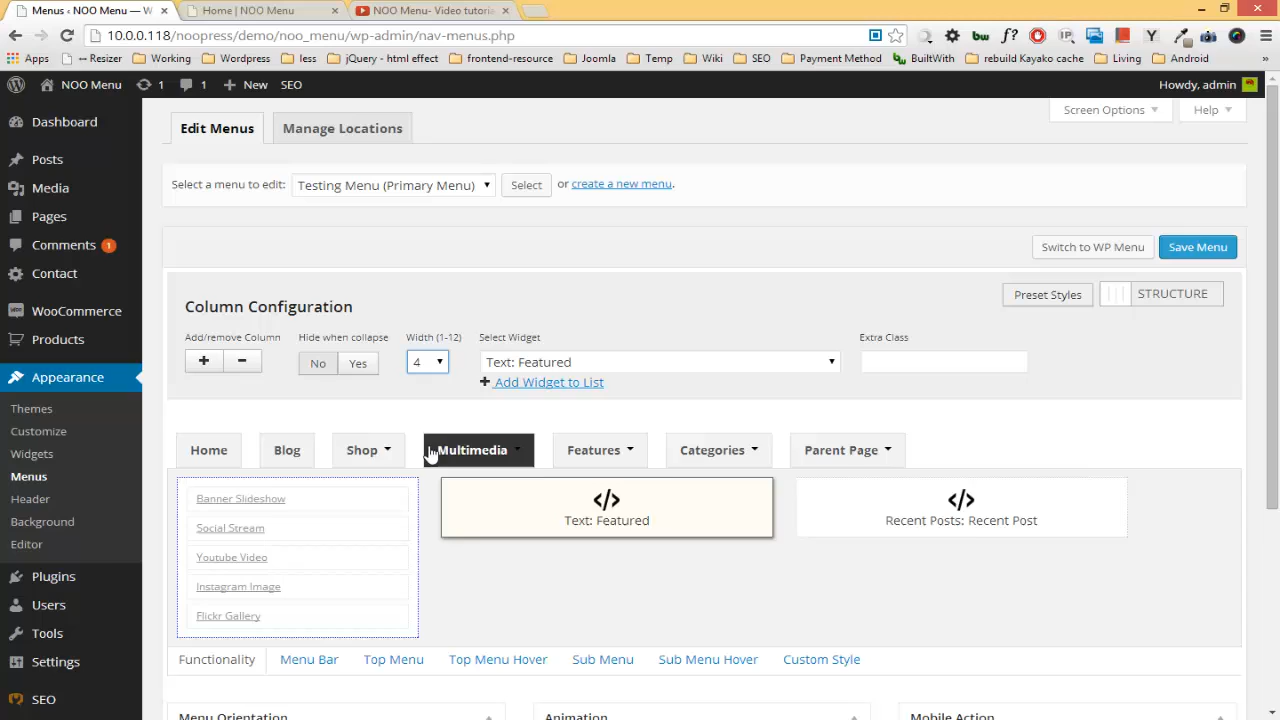 Menus ‹ NOO Menu — W
Home | NOO Menu
NOO Menu- Video tutoria
10.0.0.118/noopress/demo/noo_menu/wp-admin/nav-menus.php
Apps
Resizer
Working
Wordpress
less
jQuery - html effect
frontend-resource
Joomla
Temp
Wiki
SEO
Payment Method
BuiltWith
rebuild Kayako cache
Living
Android
»
NOO Menu
1
1
+ New
SEO
Howdy, admin
Dashboard
Posts
Media
Pages
Comments 1
Contact
WooCommerce
Products
Appearance
Themes
Customize
Widgets
Menus
Header
Background
Editor
Plugins
Users
Tools
Settings
SEO
Screen Options
Help
Edit Menus
Manage Locations
Select a menu to edit: Testing Menu (Primary Menu) Select or create a new menu.
Switch to WP Menu
Save Menu
Column Configuration
Preset Styles
STRUCTURE
Add/remove Column
Hide when collapse
Width (1-12)
Select Widget
Extra Class
+ −
No Yes
4
Text: Featured
+ Add Widget to List
Home
Blog
Shop
Multimedia
Features
Categories
Parent Page
Banner Slideshow
Social Stream
Youtube Video
Instagram Image
Flickr Gallery
</>
Text: Featured
</>
Recent Posts: Recent Post
Functionality
Menu Bar
Top Menu
Top Menu Hover
Sub Menu
Sub Menu Hover
Custom Style
Menu Orientation
Animation
Mobile Action